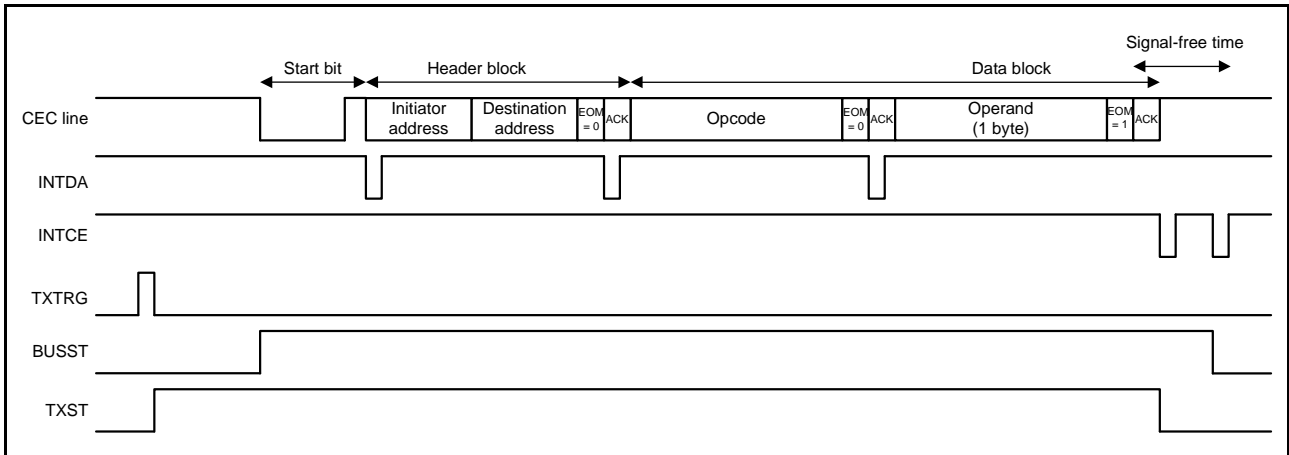 Signal-free time
Start bit
Header block
Data block
CEC line
Initiator
address
Destination
address
EOM
= 0
ACK
Opcode
EOM
= 0
ACK
Operand
(1 byte)
EOM
= 1
ACK
INTDA
INTCE
TXTRG
BUSST
TXST